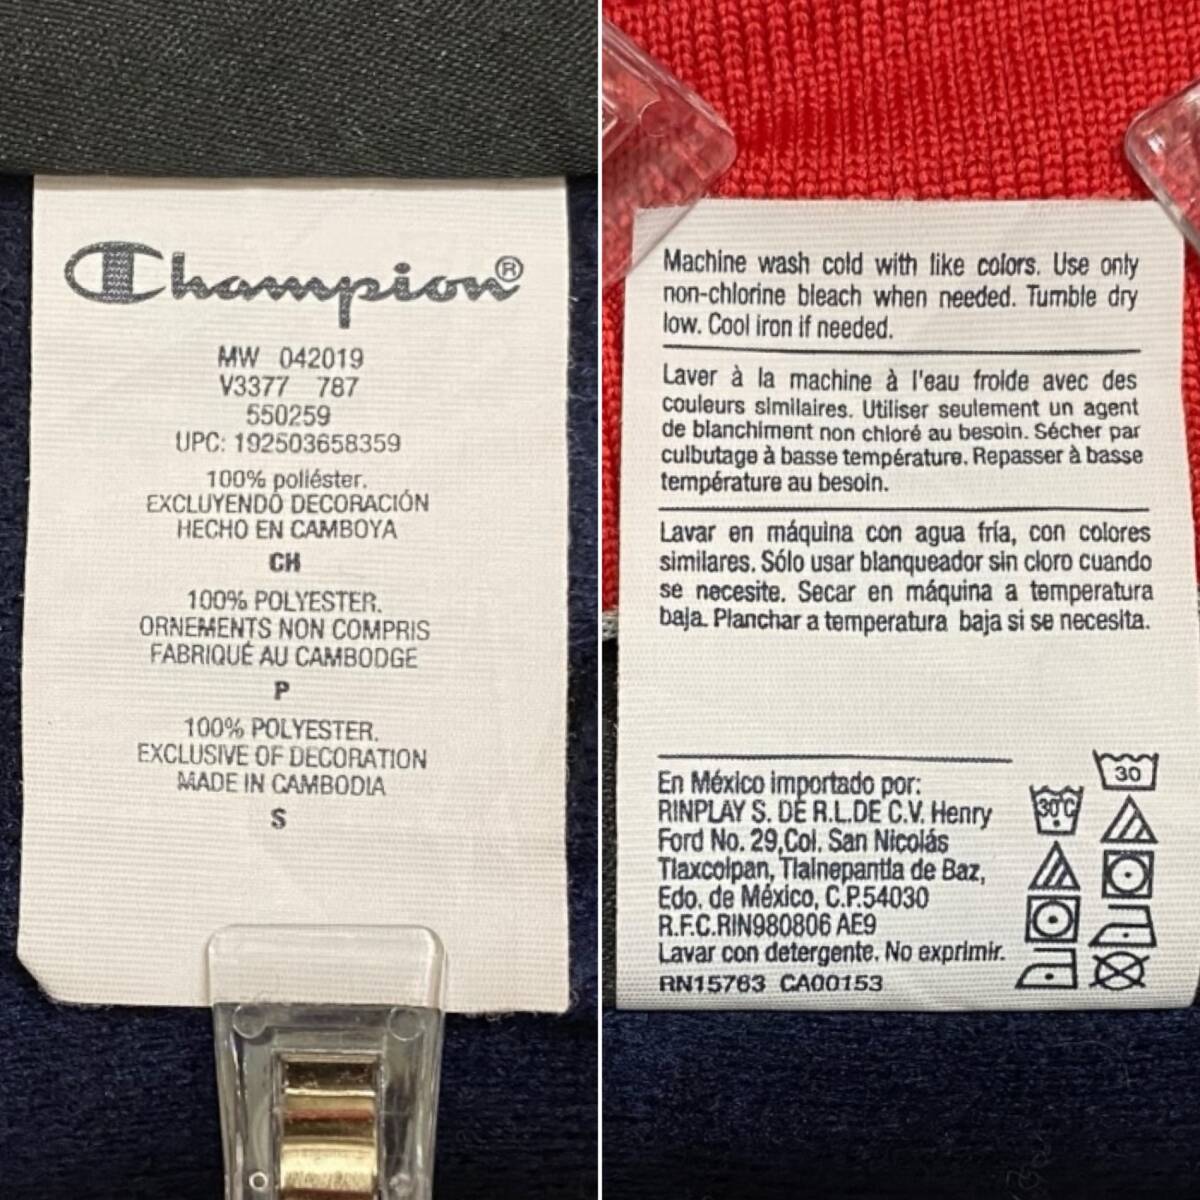 Champion®
MW 042019
V3377 787
550259
UPC: 192503658359
100% poliéster.
EXCLUYENDO DECORACIÓN
HECHO EN CAMBOYA
CH
100% POLYESTER.
ORNEMENTS NON COMPRIS
FABRIQUÉ AU CAMBODGE
P
100% POLYESTER.
EXCLUSIVE OF DECORATION
MADE IN CAMBODIA
S
Machine wash cold with like colors. Use only
non-chlorine bleach when needed. Tumble dry
low. Cool iron if needed.
Laver à la machine à l'eau froide avec des
couleurs similaires. Utiliser seulement un agent
de blanchiment non chloré au besoin. Sécher par
culbutage à basse température. Repasser à basse
température au besoin.
Lavar en máquina con agua fría, con colores
similares. Sólo usar blanqueador sin cloro cuando
se necesite. Secar en máquina a temperatura
baja. Planchar a temperatura baja si se necesita.
En México importado por:
RINPLAY S. DE R.L.DE C.V. Henry
Ford No. 29,Col. San Nicolás
Tlaxcolpan, Tlalnepantla de Baz,
Edo. de México, C.P.54030
R.F.C.RIN980806 AE9
Lavar con detergente. No exprimir.
RN15763 CA00153
30°C
30